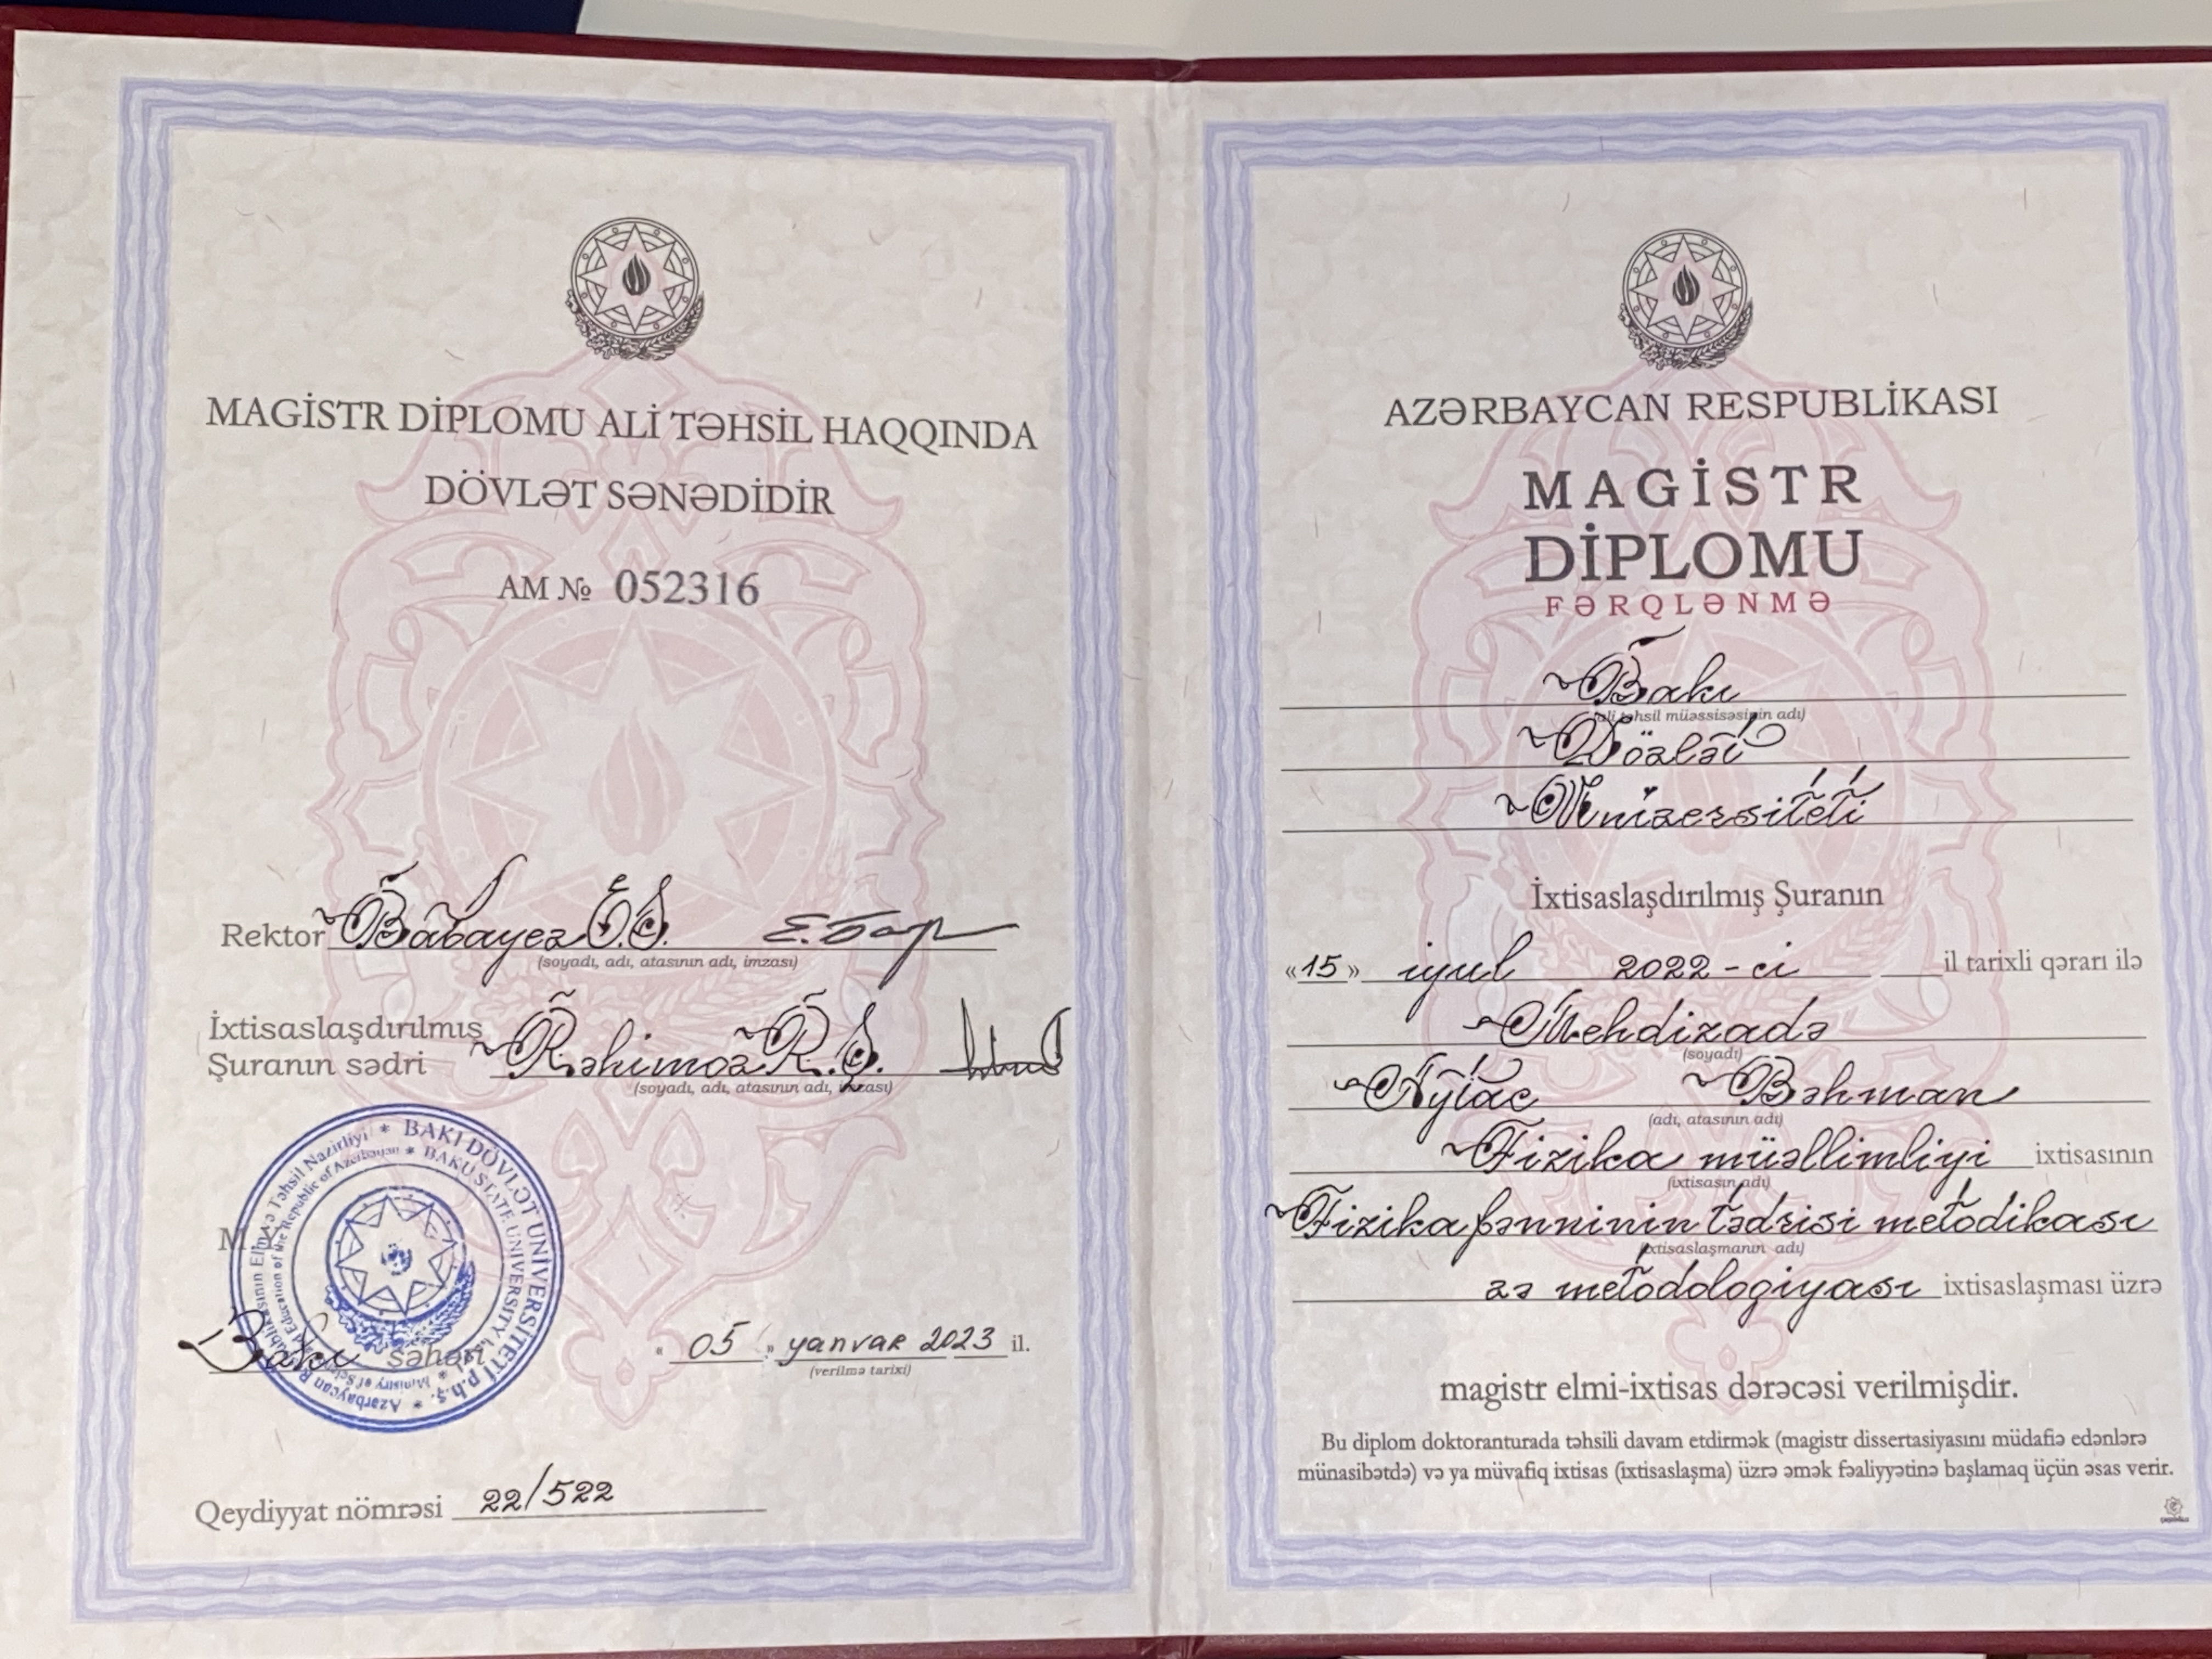 MAGİSTR DİPLOMU ALİ TƏHSİL HAQQINDA
DÖVLƏT SƏNƏDİDİR
AM № 052316
Rektor Babayev E.S. E.Бар
(soyadı, adı, atasının adı, imzası)
İxtisaslaşdırılmış
Şuranın sədri Rəhimov R.Ş.
(soyadı, adı, atasının adı, imzası)
M.Y.
BAKI DÖVLƏT UNİVERSİTETİ p.h.ş.
BAKU STATE UNIVERSITY
Bakı şəhəri
« 05 » yanvar 2023 il.
(verilmə tarixi)
Qeydiyyat nömrəsi 22/522
AZƏRBAYCAN RESPUBLİKASI
MAGİSTR
DİPLOMU
FƏRQLƏNMƏ
Bakı
(ali təhsil müəssisəsinin adı)
Dövlət
Universiteti
İxtisaslaşdırılmış Şuranın
«15» iyul 2022-ci il tarixli qərarı ilə
Mehdizadə
(soyadı)
Aytac Bəhman
(adı, atasının adı)
Fizika müəllimliyi ixtisasının
(ixtisasın adı)
Fizika fənninin tədrisi metodikası
(ixtisaslaşmanın adı)
və metodologiyası ixtisaslaşması üzrə
magistr elmi-ixtisas dərəcəsi verilmişdir.
Bu diplom doktoranturada təhsili davam etdirmək (magistr dissertasiyasını müdafiə edənlərə
münasibətdə) və ya müvafiq ixtisas (ixtisaslaşma) üzrə əmək fəaliyyətinə başlamaq üçün əsas verir.